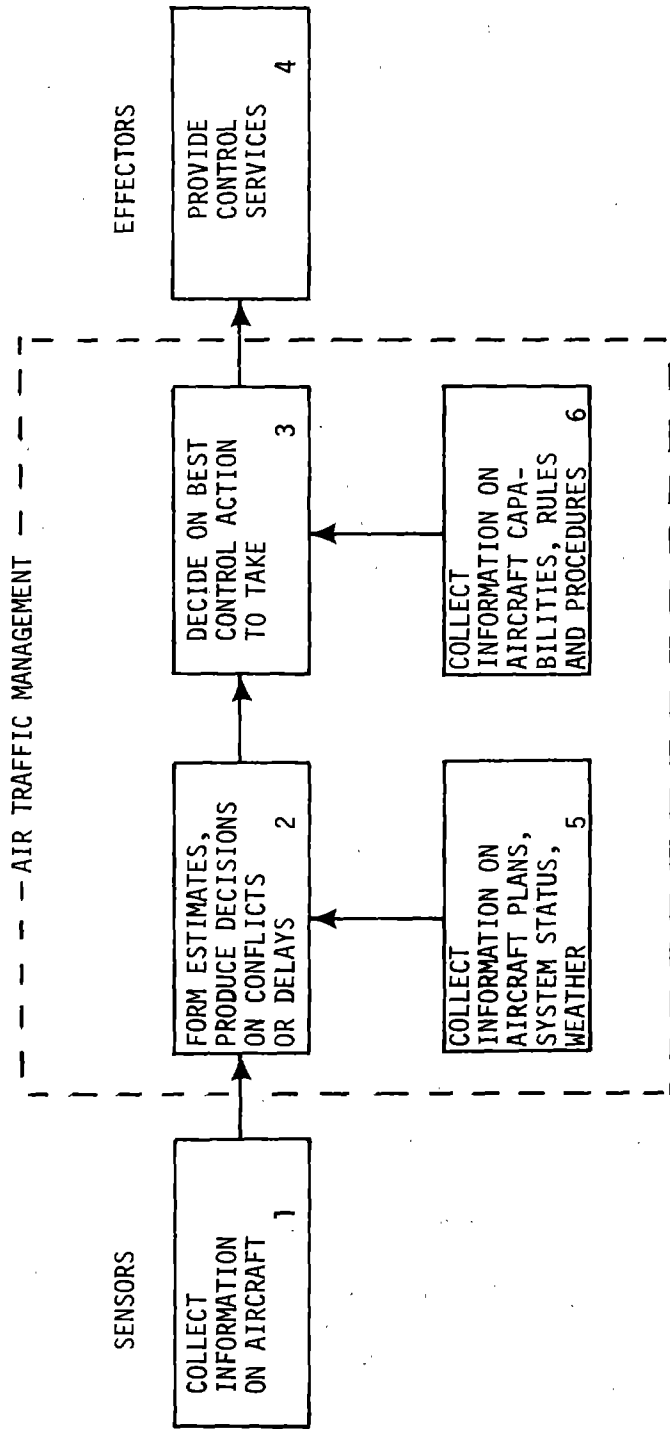 AIR TRAFFIC MANAGEMENT
SENSORS
EFFECTORS
COLLECT
INFORMATION
ON AIRCRAFT
1
FORM ESTIMATES,
PRODUCE DECISIONS
ON CONFLICTS
OR DELAYS
2
DECIDE ON BEST
CONTROL ACTION
TO TAKE
3
PROVIDE
CONTROL
SERVICES
4
COLLECT
INFORMATION ON
AIRCRAFT PLANS,
SYSTEM STATUS,
WEATHER
5
COLLECT
INFORMATION ON
AIRCRAFT CAPA-
BILITIES, RULES
AND PROCEDURES
6